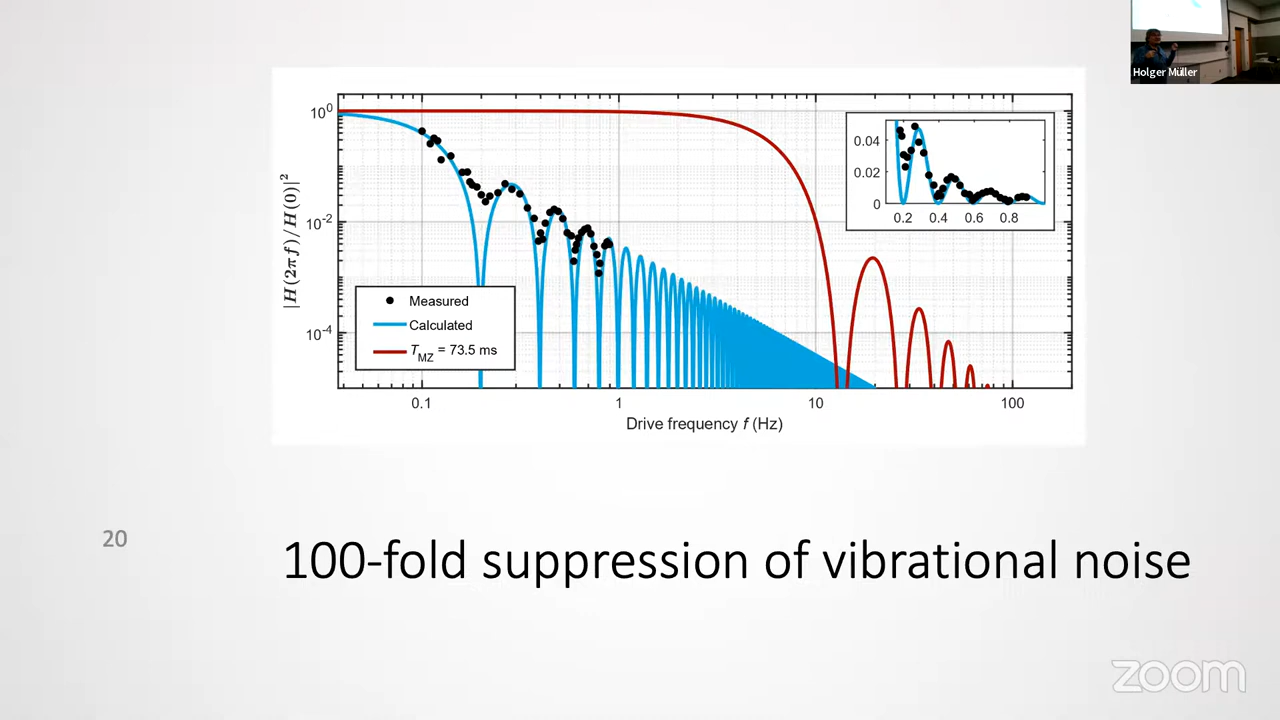 Holger Müller
|H(2πf)/H(0)|²
10⁰
10⁻²
10⁻⁴
0.04
0.02
0
0.2 0.4 0.6 0.8
Measured
Calculated
T_MZ = 73.5 ms
0.1 1 10 100
Drive frequency f (Hz)
20
100-fold suppression of vibrational noise
zoom